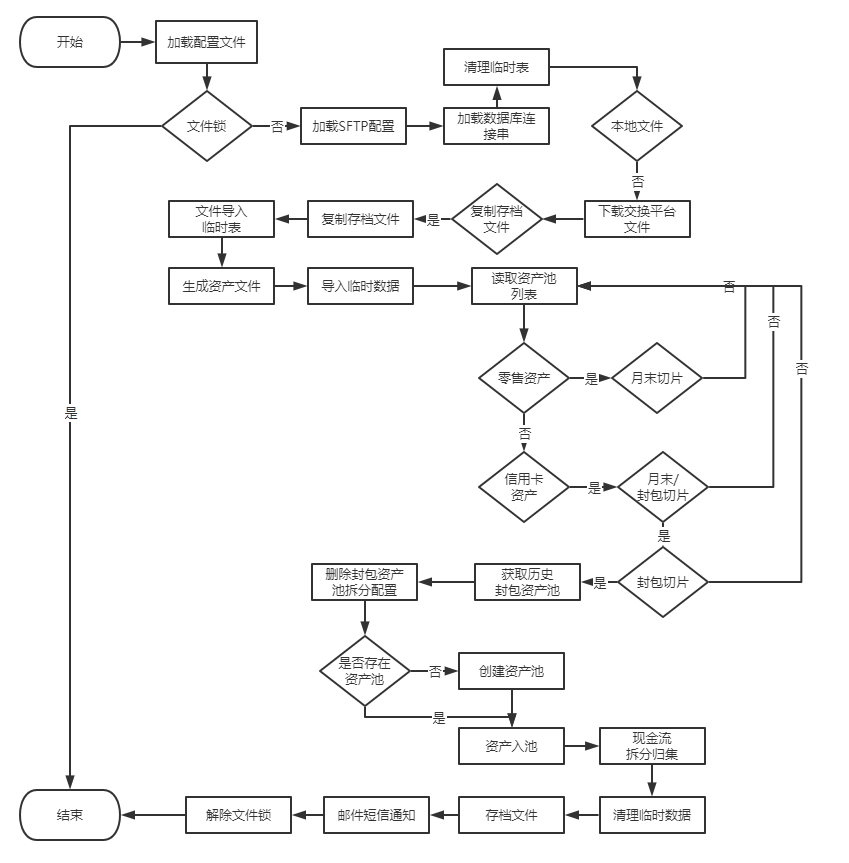 开始
加载配置文件
清理临时表
文件锁
否
加载SFTP配置
加载数据库连
接串
本地文件
否
下载交换平台
文件
复制存档
文件
是
复制存档文件
文件导入
临时表
生成资产文件
导入临时数据
读取资产池
列表
否
否
否
零售资产
是
月末切片
是
否
信用卡
资产
是
月末/
封包切片
是
封包切片
是
获取历史
封包资产池
删除封包资产
池拆分配置
是否存在
资产池
否
创建资产池
是
资产入池
现金流
拆分归集
清理临时数据
存档文件
邮件短信通知
解除文件锁
结束